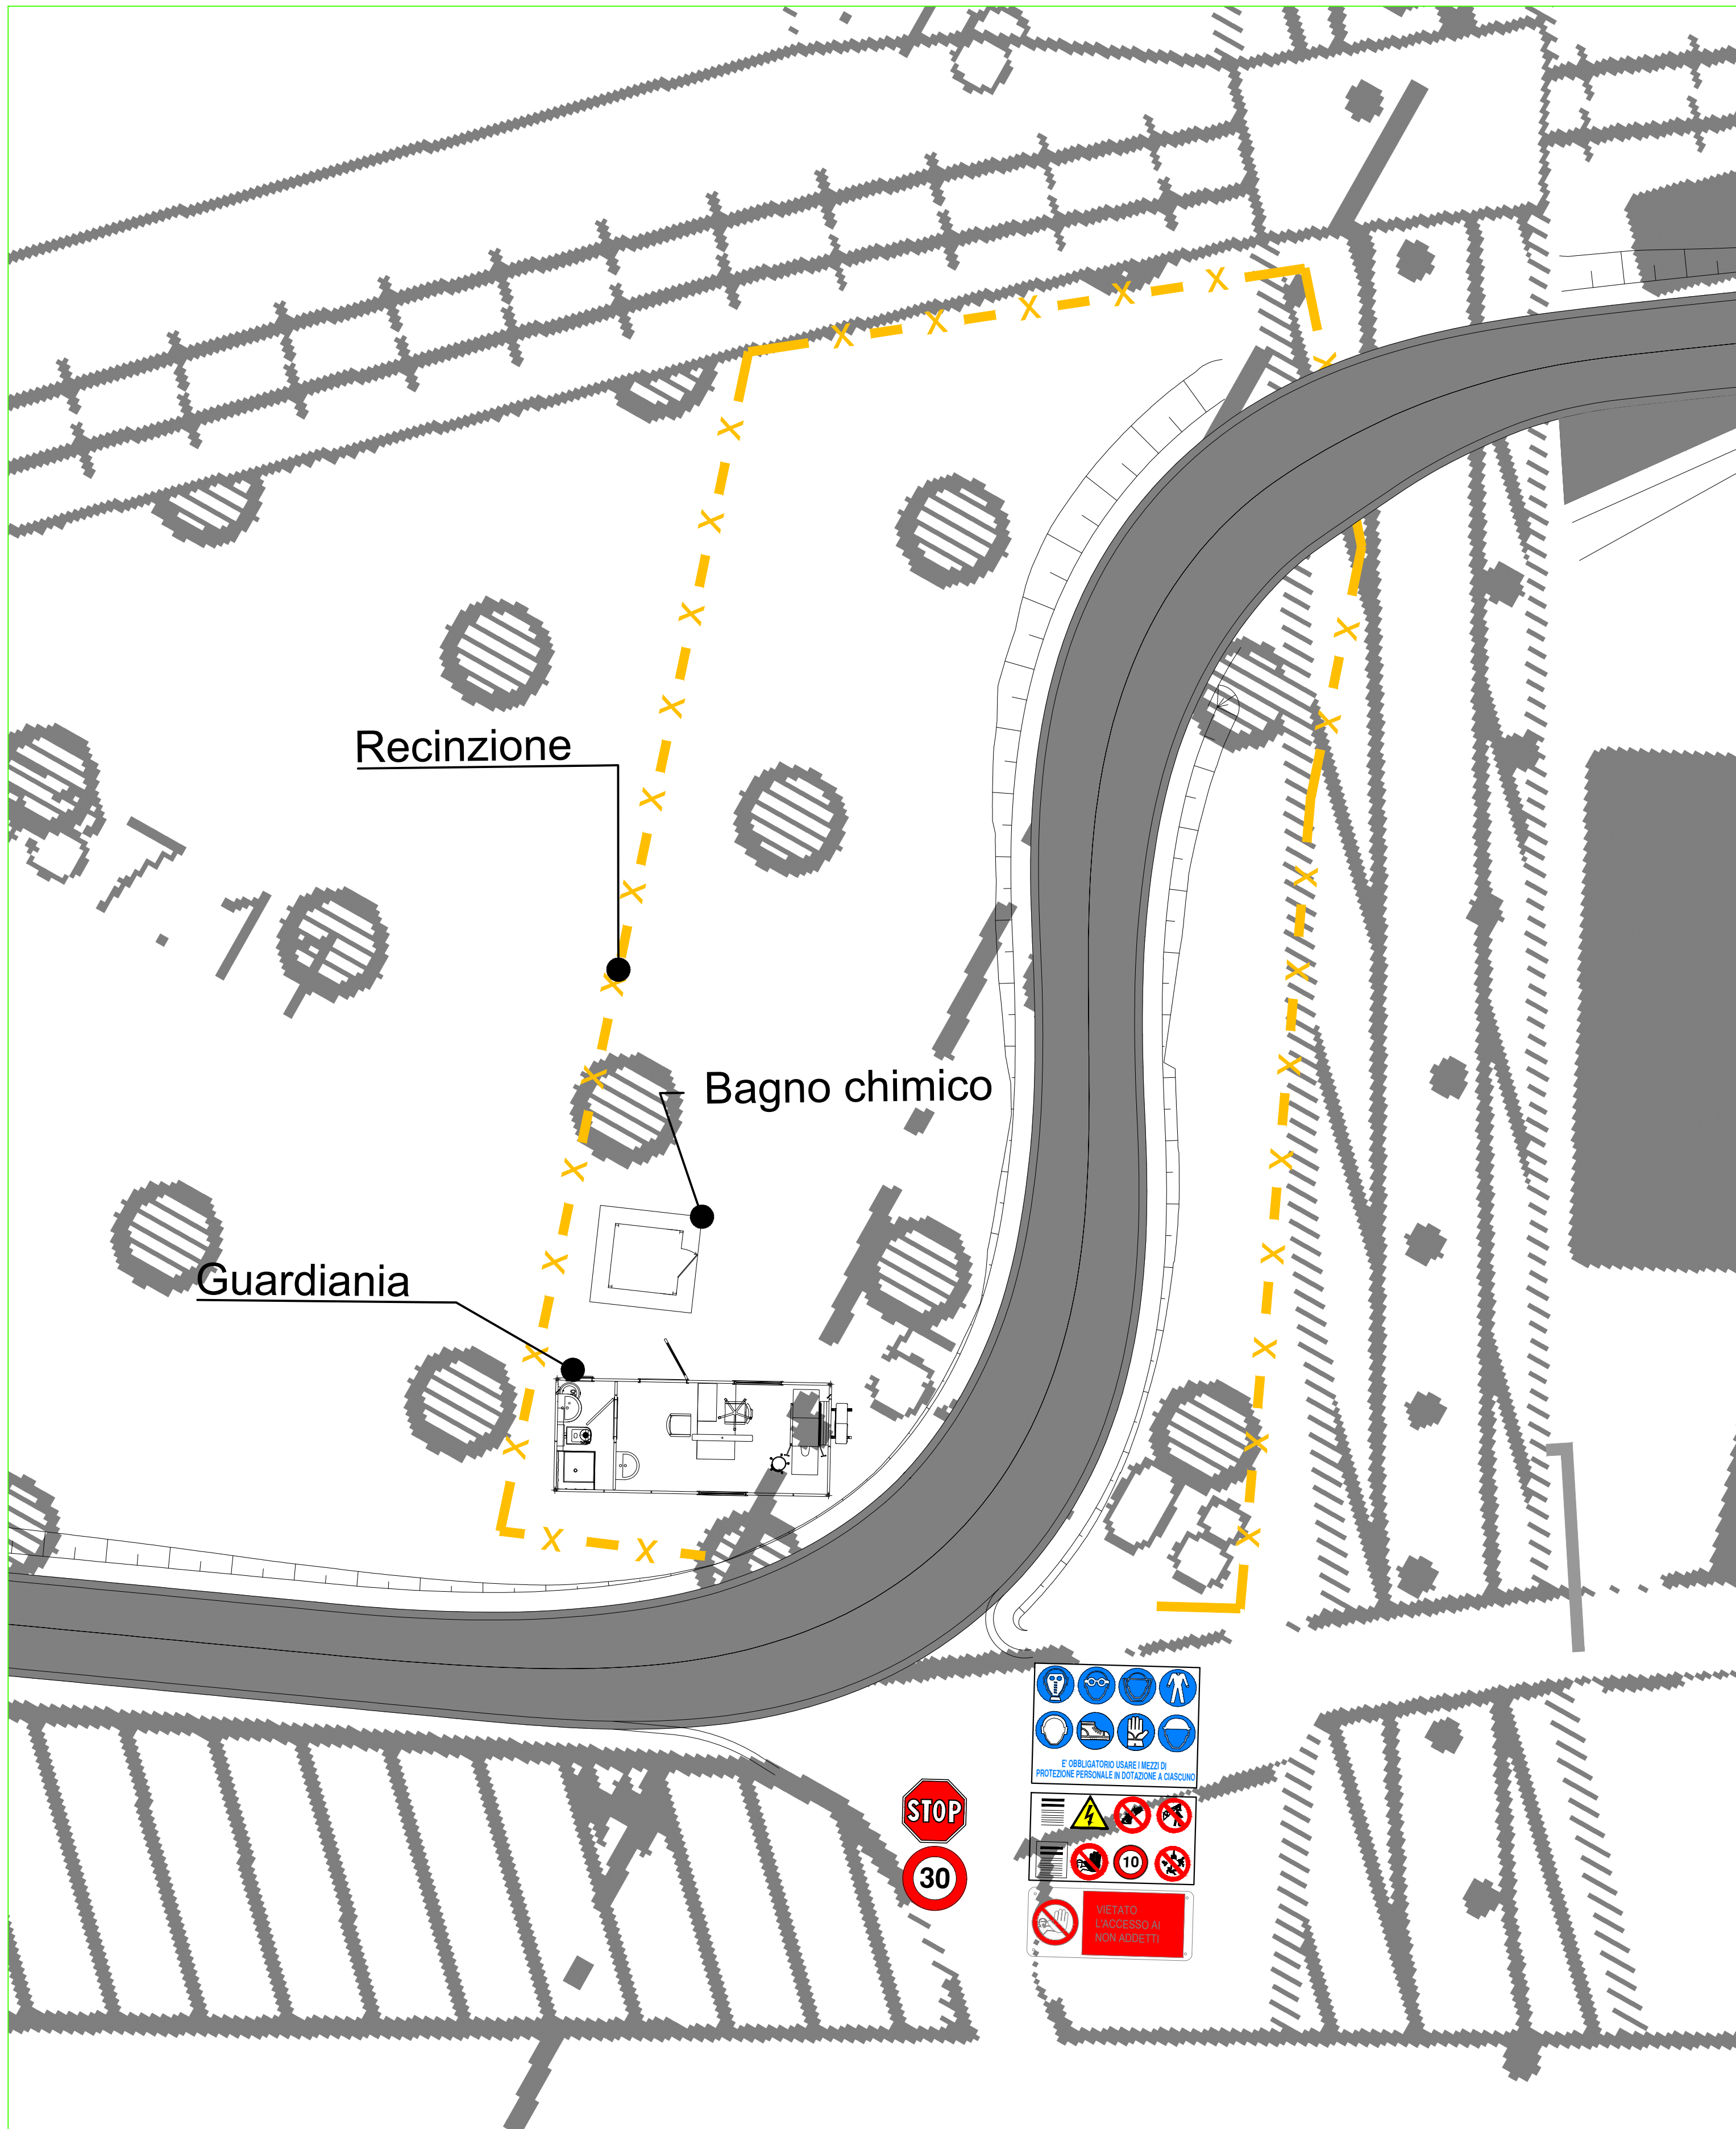 Recinzione
Bagno chimico
Guardiania
E' OBBLIGATORIO USARE I MEZZI DI
PROTEZIONE PERSONALE IN DOTAZIONE A CIASCUNO
STOP
10
30
VIETATO
L'ACCESSO AI
NON ADDETTI